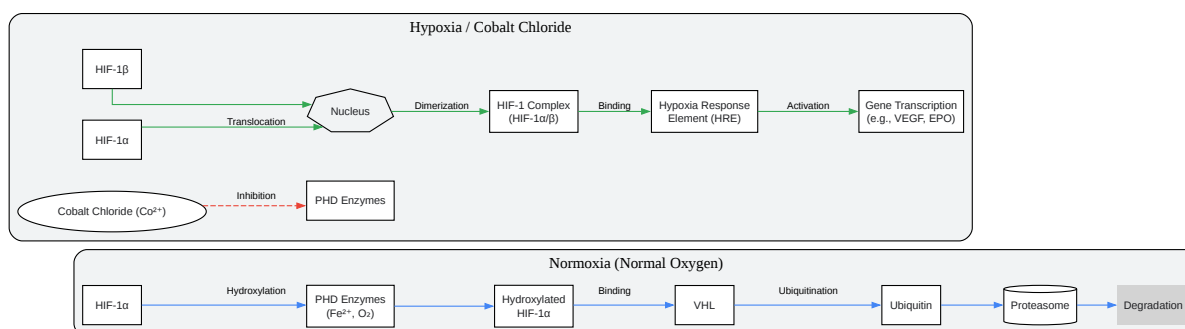 Hypoxia / Cobalt Chloride
HIF-1β
HIF-1α
Translocation
Nucleus
Dimerization
HIF-1 Complex
(HIF-1α/β)
Binding
Hypoxia Response
Element (HRE)
Activation
Gene Transcription
(e.g., VEGF, EPO)
Cobalt Chloride (Co²⁺)
Inhibition
PHD Enzymes
Normoxia (Normal Oxygen)
HIF-1α
Hydroxylation
PHD Enzymes
(Fe²⁺, O₂)
Hydroxylated
HIF-1α
Binding
VHL
Ubiquitination
Ubiquitin
Proteasome
Degradation